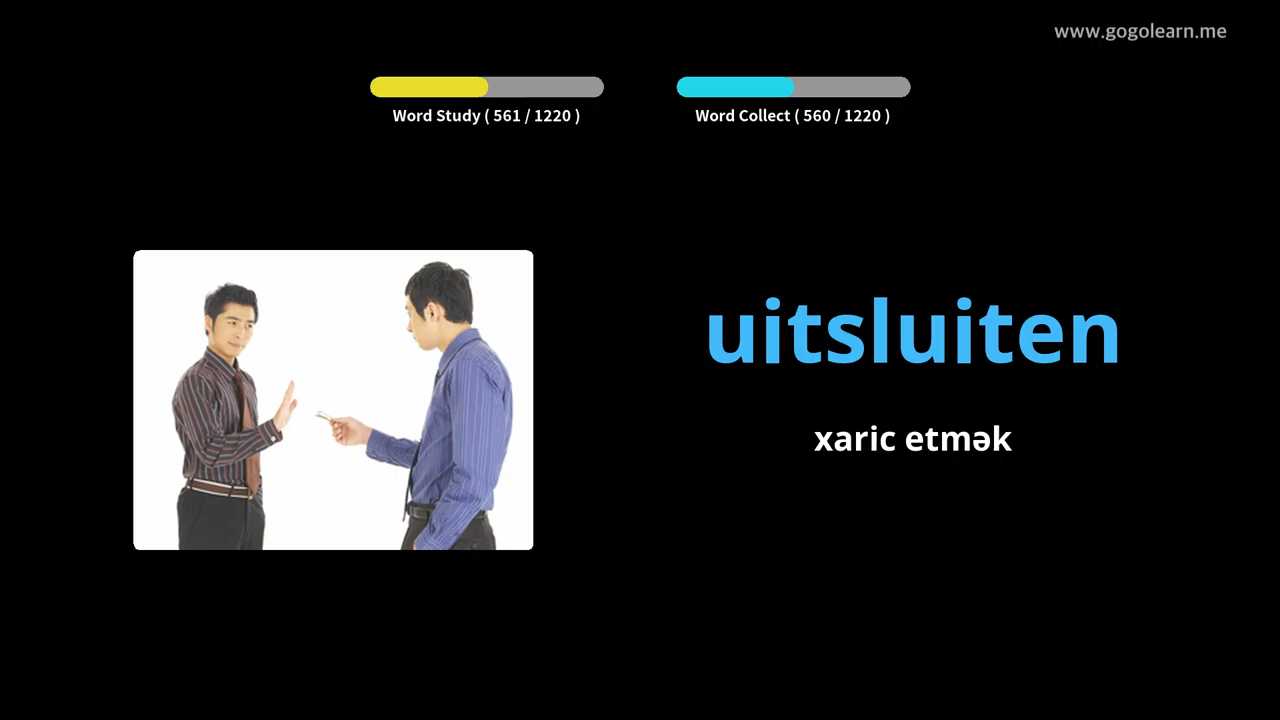 www.gogolearn.me
Word Study ( 561 / 1220 )
Word Collect ( 560 / 1220 )
uitsluiten
xaric etmək